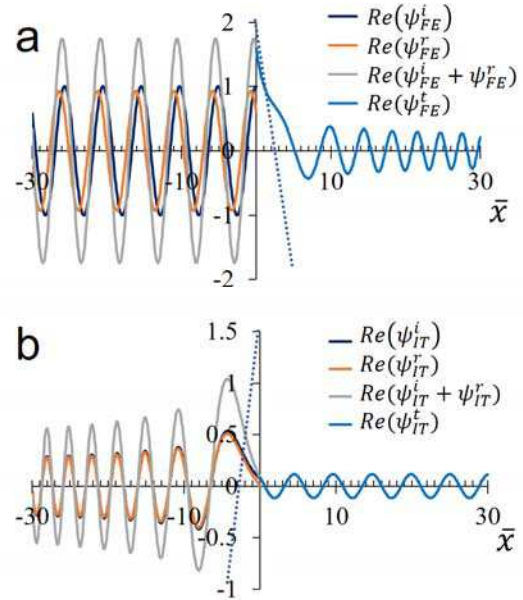 a
2
1
0
-1
-2
-30
-10
10
30
x̄
Re(ψ^i_FE)
Re(ψ^r_FE)
Re(ψ^i_FE + ψ^r_FE)
Re(ψ^t_FE)
b
1.5
1
0.5
0
-0.5
-1
-30
-10
10
30
x̄
Re(ψ^i_IT)
Re(ψ^r_IT)
Re(ψ^i_IT + ψ^r_IT)
Re(ψ^t_IT)